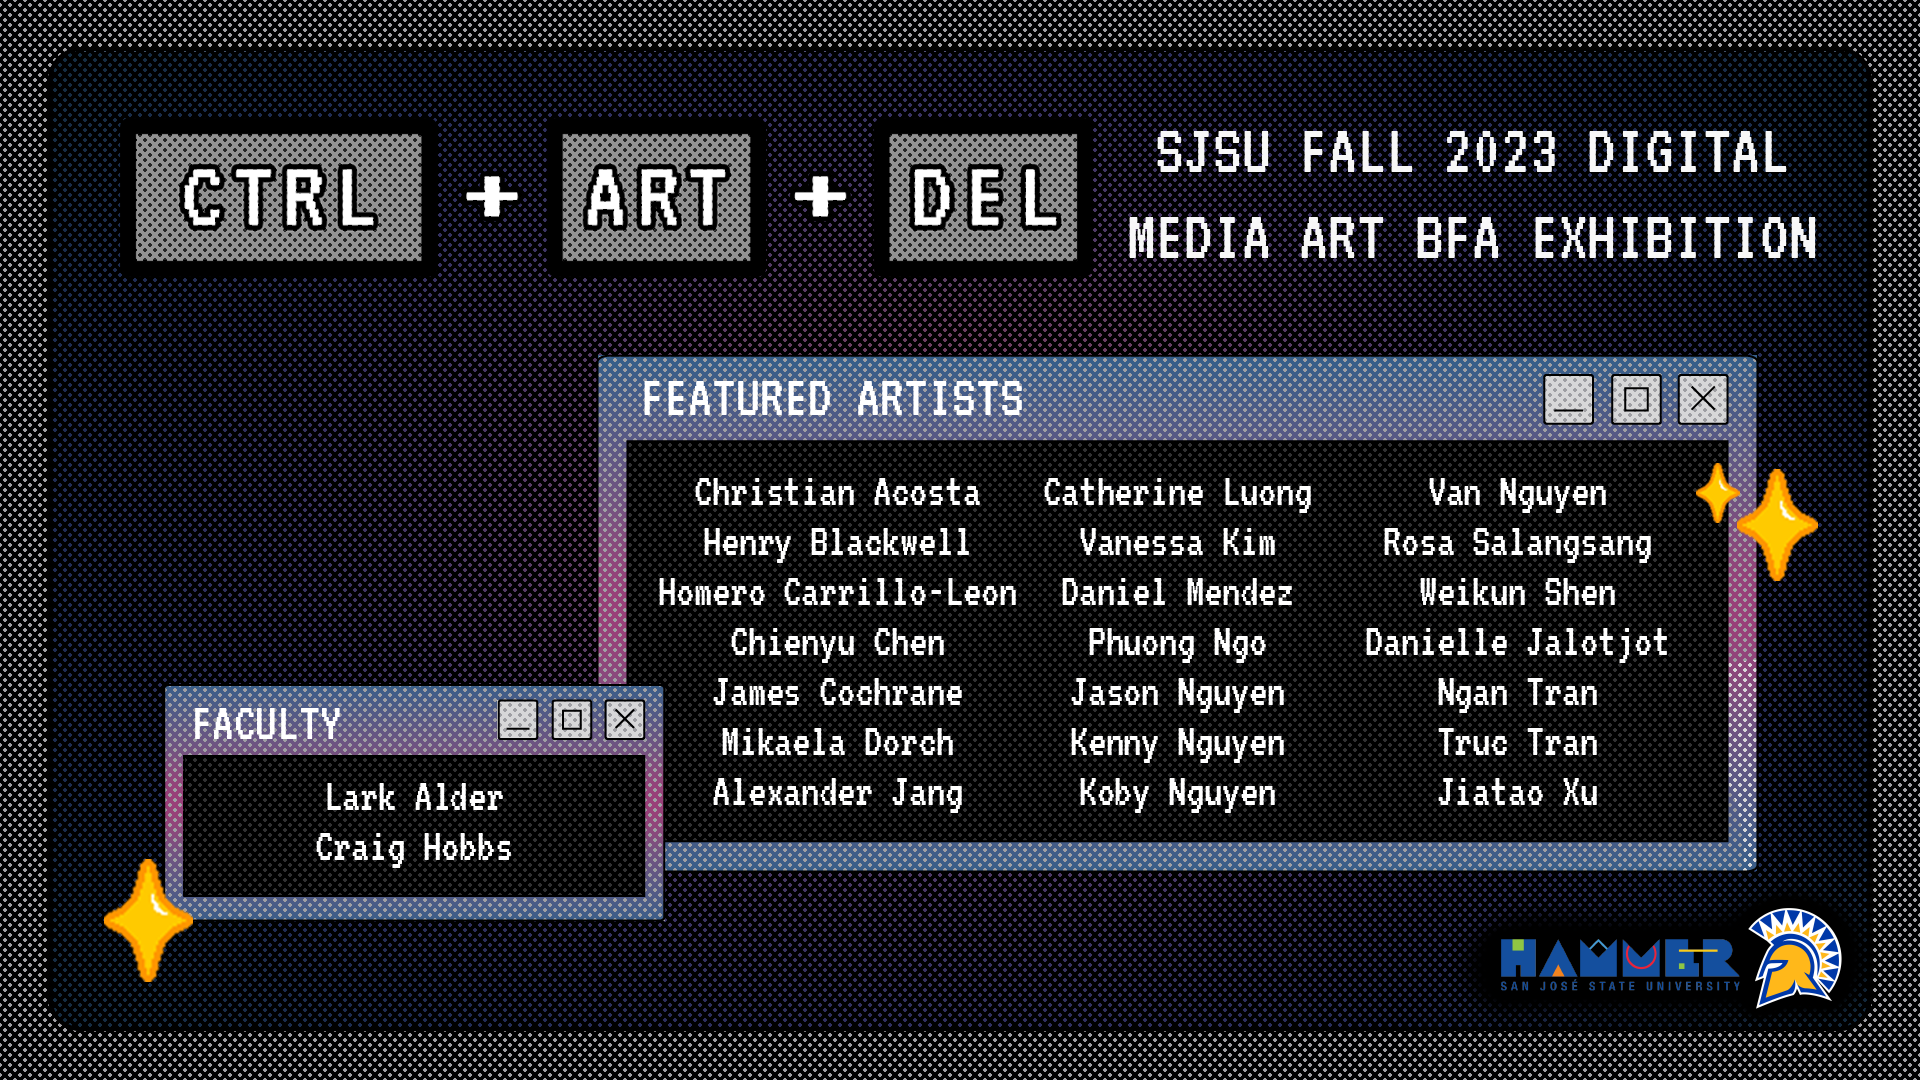 CTRL + ART + DEL
SJSU FALL 2023 DIGITAL
MEDIA ART BFA EXHIBITION
FEATURED ARTISTS
Christian Acosta
Henry Blackwell
Homero Carrillo-Leon
Chienyu Chen
James Cochrane
Mikaela Dorch
Alexander Jang
Catherine Luong
Vanessa Kim
Daniel Mendez
Phuong Ngo
Jason Nguyen
Kenny Nguyen
Koby Nguyen
Van Nguyen
Rosa Salangsang
Weikun Shen
Danielle Jalotjot
Ngan Tran
Truc Tran
Jiatao Xu
FACULTY
Lark Alder
Craig Hobbs
HAMMER
SAN JOSÉ STATE UNIVERSITY